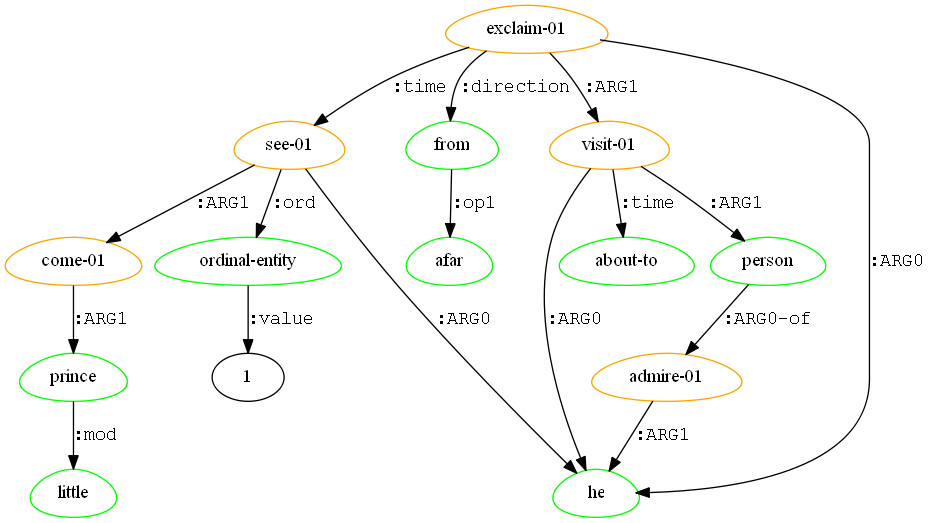 exclaim-01
:time :direction :ARG1
see-01 from visit-01
:ARG1 :ord :op1 :time :ARG1
come-01 ordinal-entity afar about-to person :ARG0
:ARG1 :value :ARG0 :ARG0 :ARG0-of
prince 1 admire-01
:mod :ARG1
little he